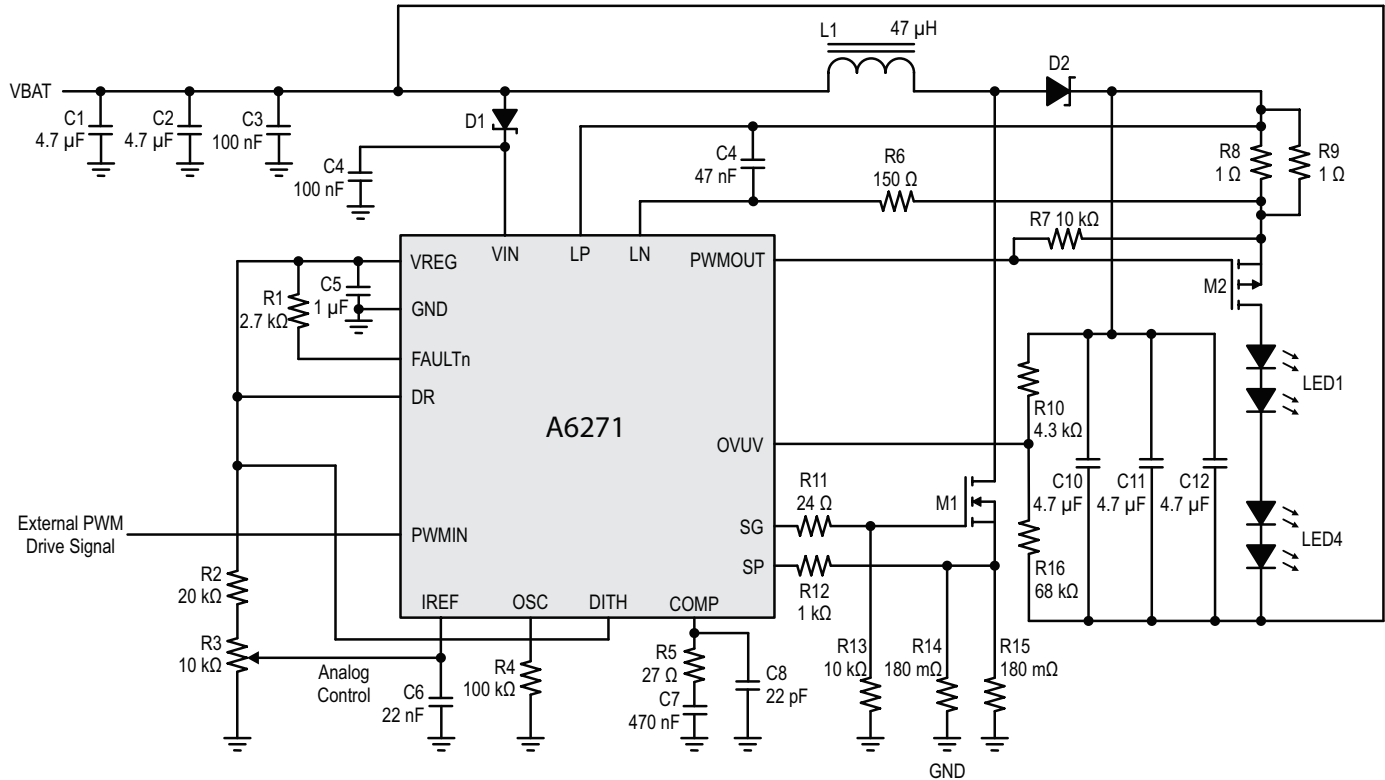 L1
47 µH
D2
VBAT
C1
4.7 µF
C2
4.7 µF
C3
100 nF
D1
C4
100 nF
C4
47 nF
R6
150 Ω
R8
1 Ω
R9
1 Ω
R7 10 kΩ
VIN
LP
LN
VREG
PWMOUT
M2
C5
1 µF
R1
2.7 kΩ
GND
FAULTn
DR
LED1
R10
4.3 kΩ
A6271
OVUV
C10
4.7 µF
C11
4.7 µF
C12
4.7 µF
R11
24 Ω
M1
LED4
External PWM
Drive Signal
PWMIN
SG
SP
R16
68 kΩ
R12
1 kΩ
R2
20 kΩ
IREF
OSC
DITH
COMP
R3
10 kΩ
Analog
Control
R4
100 kΩ
R5
27 Ω
C8
22 pF
R13
10 kΩ
R14
180 mΩ
R15
180 mΩ
C6
22 nF
C7
470 nF
GND